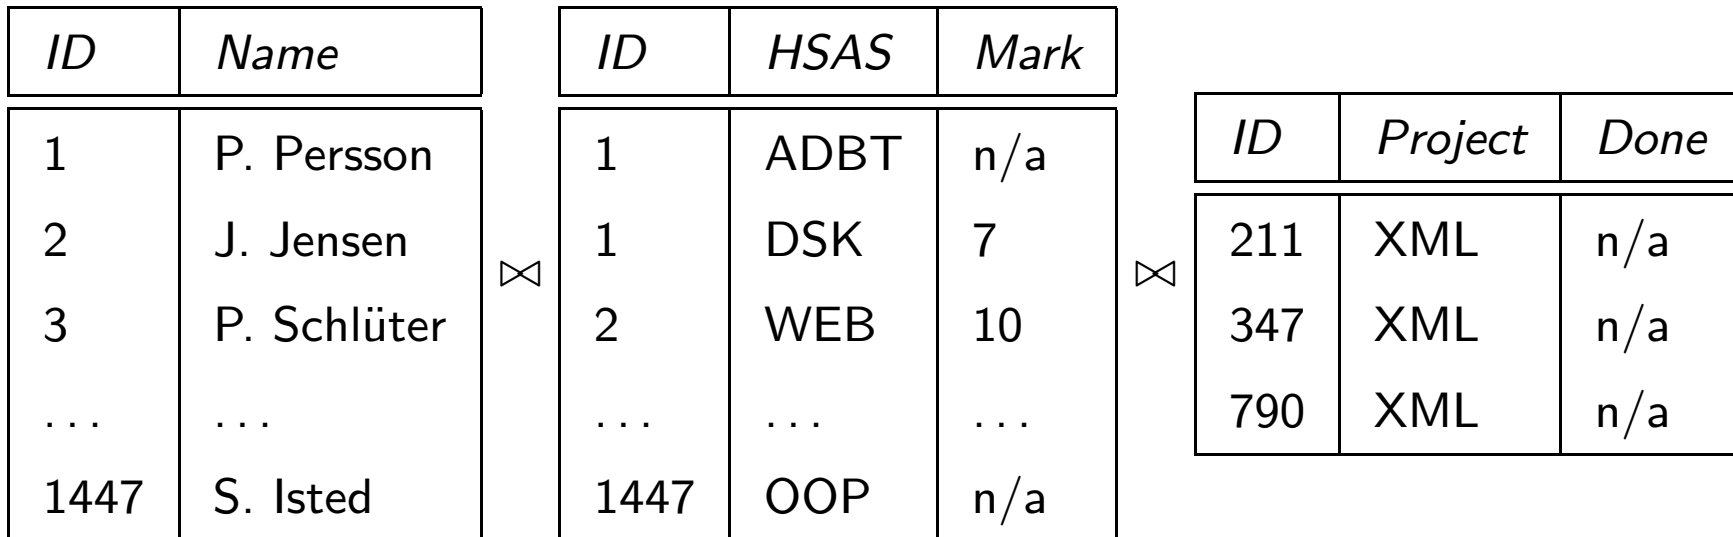 ID Name
1 P. Persson
2 J. Jensen
3 P. Schlüter
... ...
1447 S. Isted
⋈
ID HSAS Mark
1 ADBT n/a
1 DSK 7
2 WEB 10
... ... ...
1447 OOP n/a
⋈
ID Project Done
211 XML n/a
347 XML n/a
790 XML n/a